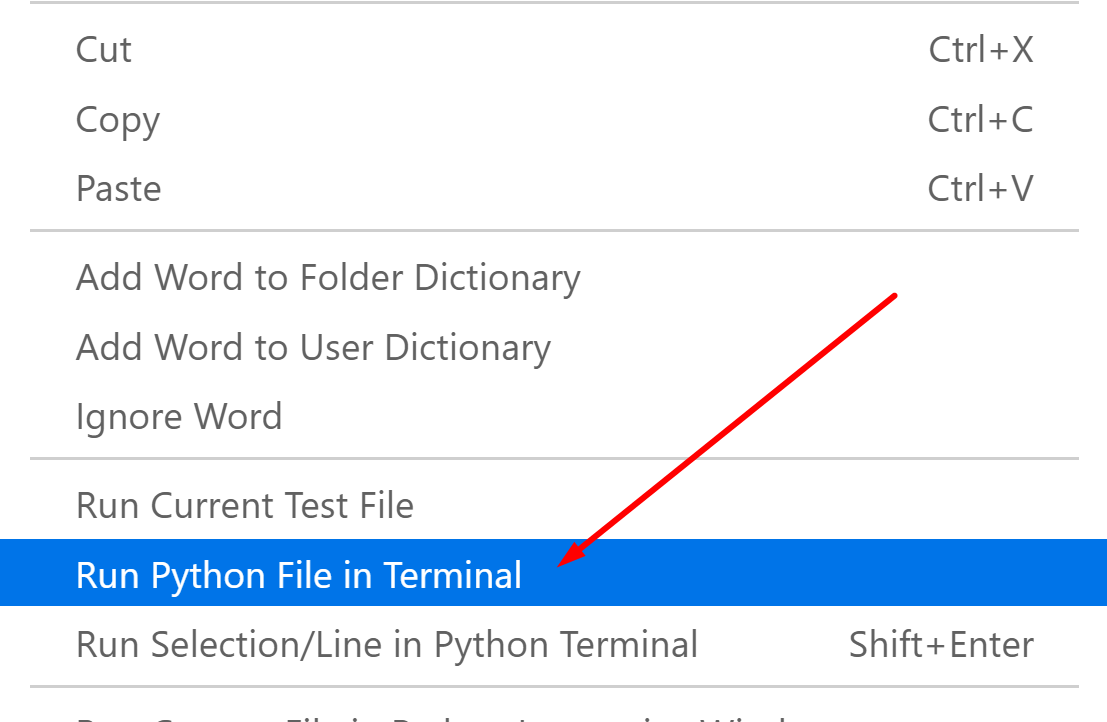 Cut Ctrl+X
Copy Ctrl+C
Paste Ctrl+V
Add Word to Folder Dictionary
Add Word to User Dictionary
Ignore Word
Run Current Test File
Run Python File in Terminal
Run Selection/Line in Python Terminal Shift+Enter